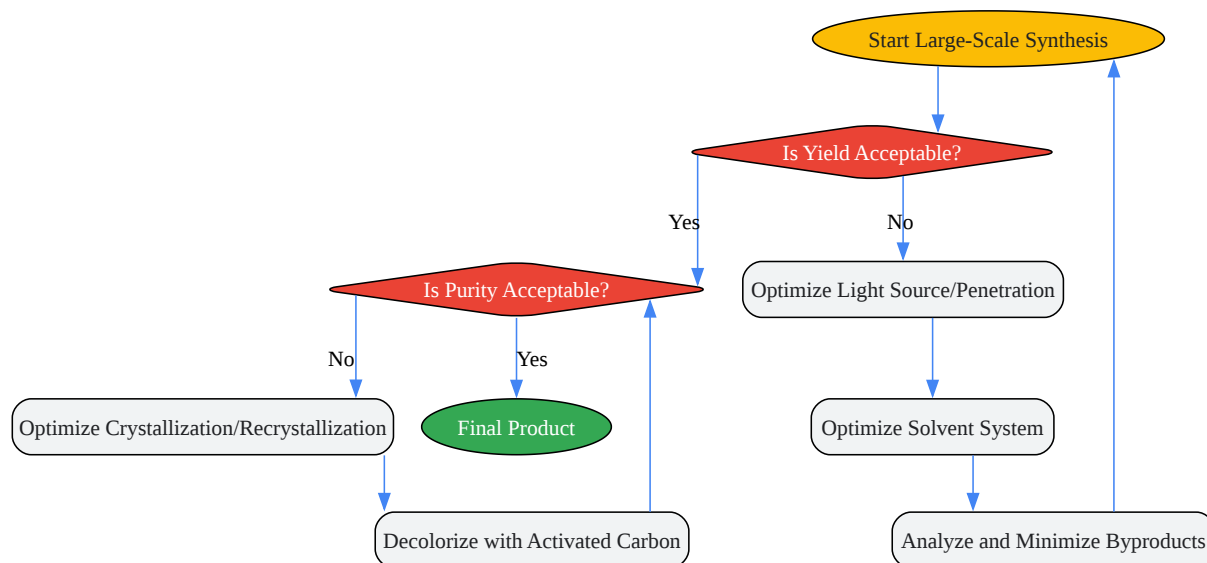 Start Large-Scale Synthesis
Is Yield Acceptable?
Yes
No
Is Purity Acceptable?
Optimize Light Source/Penetration
No
Yes
Optimize Crystallization/Recrystallization
Final Product
Optimize Solvent System
Decolorize with Activated Carbon
Analyze and Minimize Byproducts